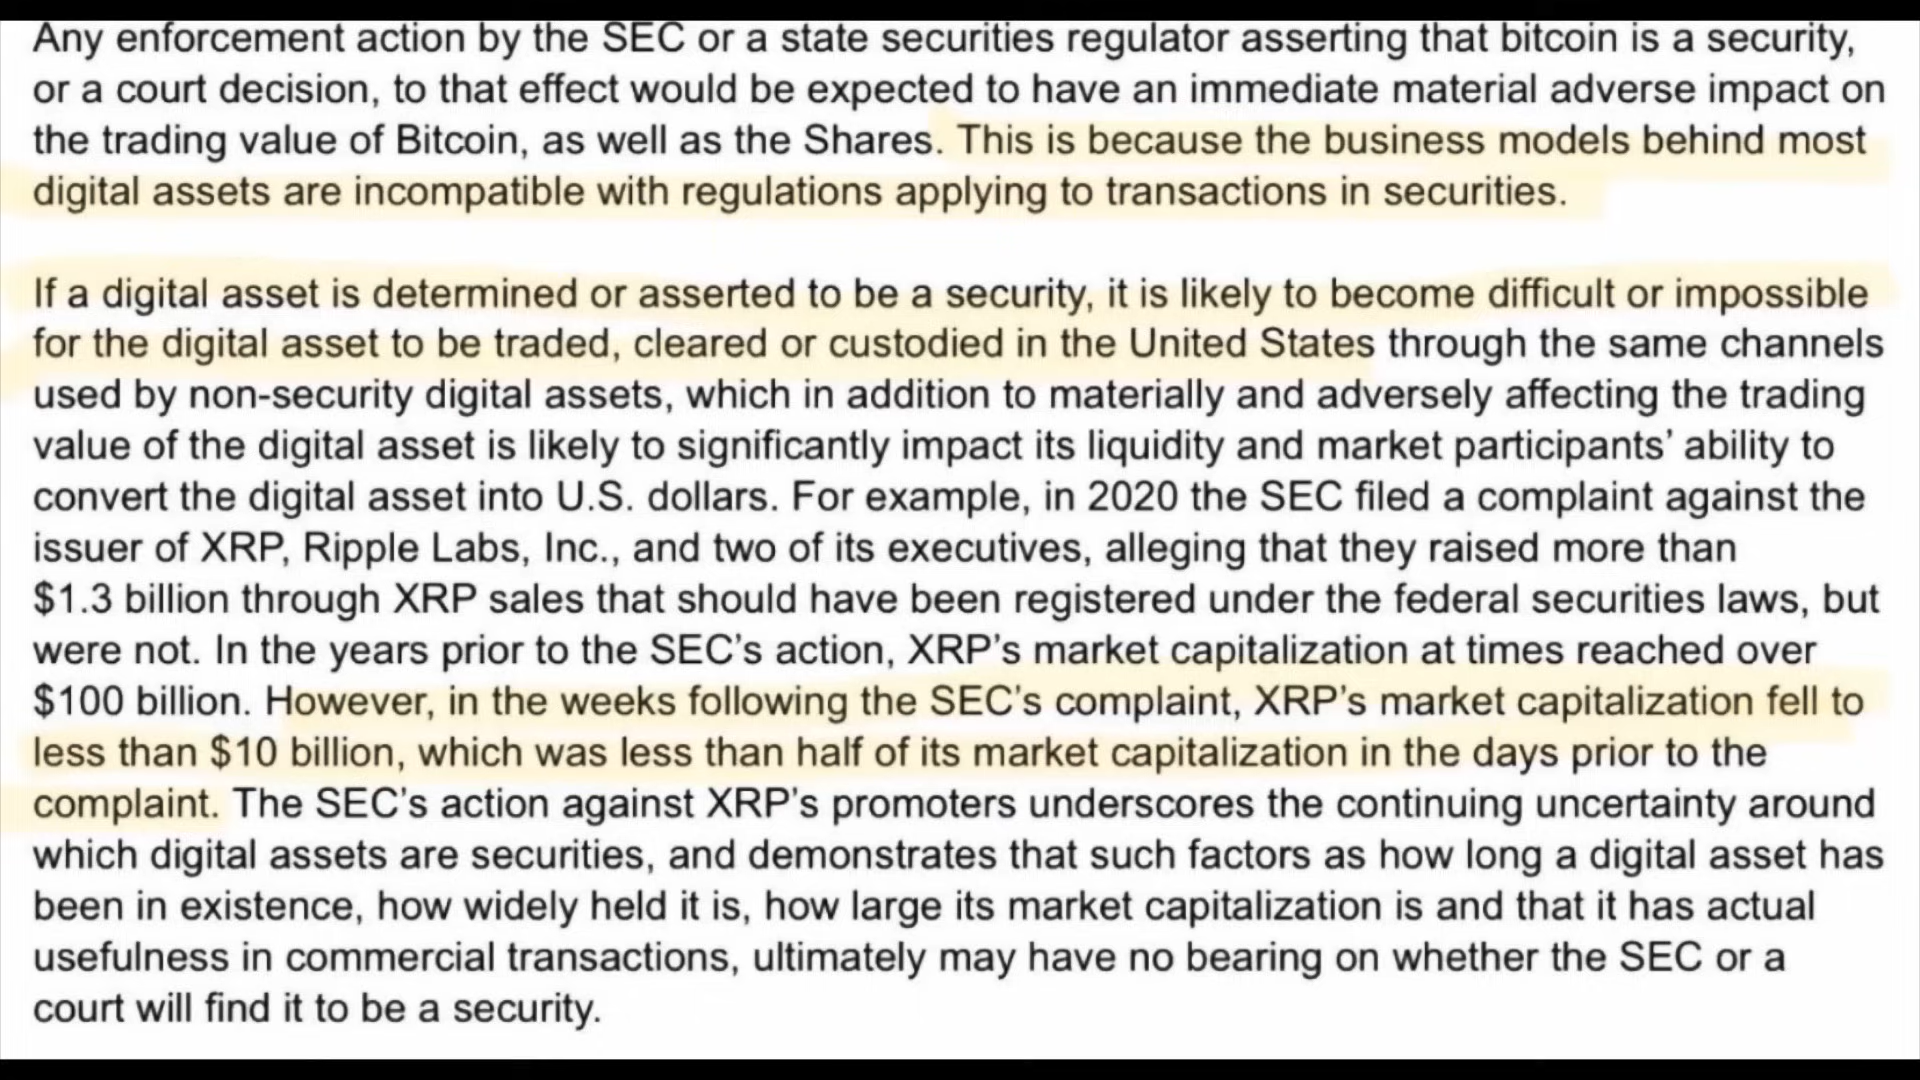 Any enforcement action by the SEC or a state securities regulator asserting that bitcoin is a security,
or a court decision, to that effect would be expected to have an immediate material adverse impact on
the trading value of Bitcoin, as well as the Shares. This is because the business models behind most
digital assets are incompatible with regulations applying to transactions in securities.
If a digital asset is determined or asserted to be a security, it is likely to become difficult or impossible
for the digital asset to be traded, cleared or custodied in the United States through the same channels
used by non-security digital assets, which in addition to materially and adversely affecting the trading
value of the digital asset is likely to significantly impact its liquidity and market participants’ ability to
convert the digital asset into U.S. dollars. For example, in 2020 the SEC filed a complaint against the
issuer of XRP, Ripple Labs, Inc., and two of its executives, alleging that they raised more than
$1.3 billion through XRP sales that should have been registered under the federal securities laws, but
were not. In the years prior to the SEC’s action, XRP’s market capitalization at times reached over
$100 billion. However, in the weeks following the SEC’s complaint, XRP’s market capitalization fell to
less than $10 billion, which was less than half of its market capitalization in the days prior to the
complaint. The SEC’s action against XRP’s promoters underscores the continuing uncertainty around
which digital assets are securities, and demonstrates that such factors as how long a digital asset has
been in existence, how widely held it is, how large its market capitalization is and that it has actual
usefulness in commercial transactions, ultimately may have no bearing on whether the SEC or a
court will find it to be a security.